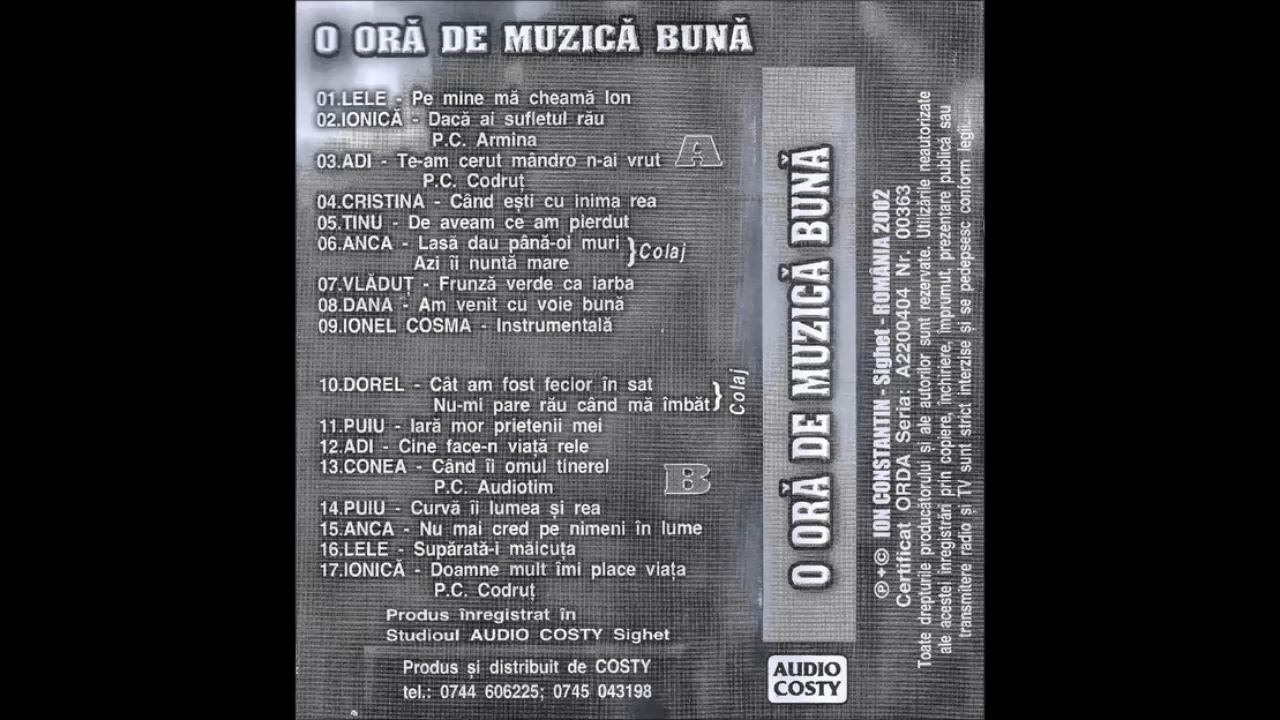 O ORĂ DE MUZICĂ BUNĂ
01.LELE - Pe mine mă cheamă Ion
02.IONICĂ - Dacă ai sufletul rău
P.C. Armina
03.ADI - Te-am cerut mândro n-ai vrut
P.C. Codruț
04.CRISTINA - Când ești cu inima rea
05.TINU - De aveam ce am pierdut
06.ANCA - Lasă dau până-oi muri
Azi îi nuntă mare
Colaj
07.VLĂDUȚ - Frunză verde ca iarba
08.DANA - Am venit cu voie bună
09.IONEL COSMA - Instrumentală
A
10.DOREL - Cât am fost fecior în sat
Nu-mi pare rău când mă îmbăt
Colaj
11.PUIU - Iară mor prietenii mei
12.ADI - Cine face-n viață rele
13.CONEA - Când îi omul tinerel
P.C. Audiotim
14.PUIU - Curvă îi lumea și rea
15.ANCA - Nu mai cred pe nimeni în lume
16.LELE - Supărată-i măicuța
17.IONICĂ - Doamne mult îmi place viața
P.C. Codruț
B
Produs înregistrat în
Studioul AUDIO COSTY Sighet
Produs și distribuit de COSTY
tel.: 0744 606225; 0745 043198
O ORĂ DE MUZICĂ BUNĂ
AUDIO
COSTY
℗+© ION CONSTANTIN - Sighet - ROMÂNIA 2002
Certificat ORDA Seria: A2200404 Nr. 00363
Toate drepturile producătorului și ale autorilor sunt rezervate. Utilizările neautorizate
ale acestei înregistrări prin copiere, închiriere, împrumut, prezentare publică sau
transmitere radio și TV sunt strict interzise și se pedepsesc conform legii.